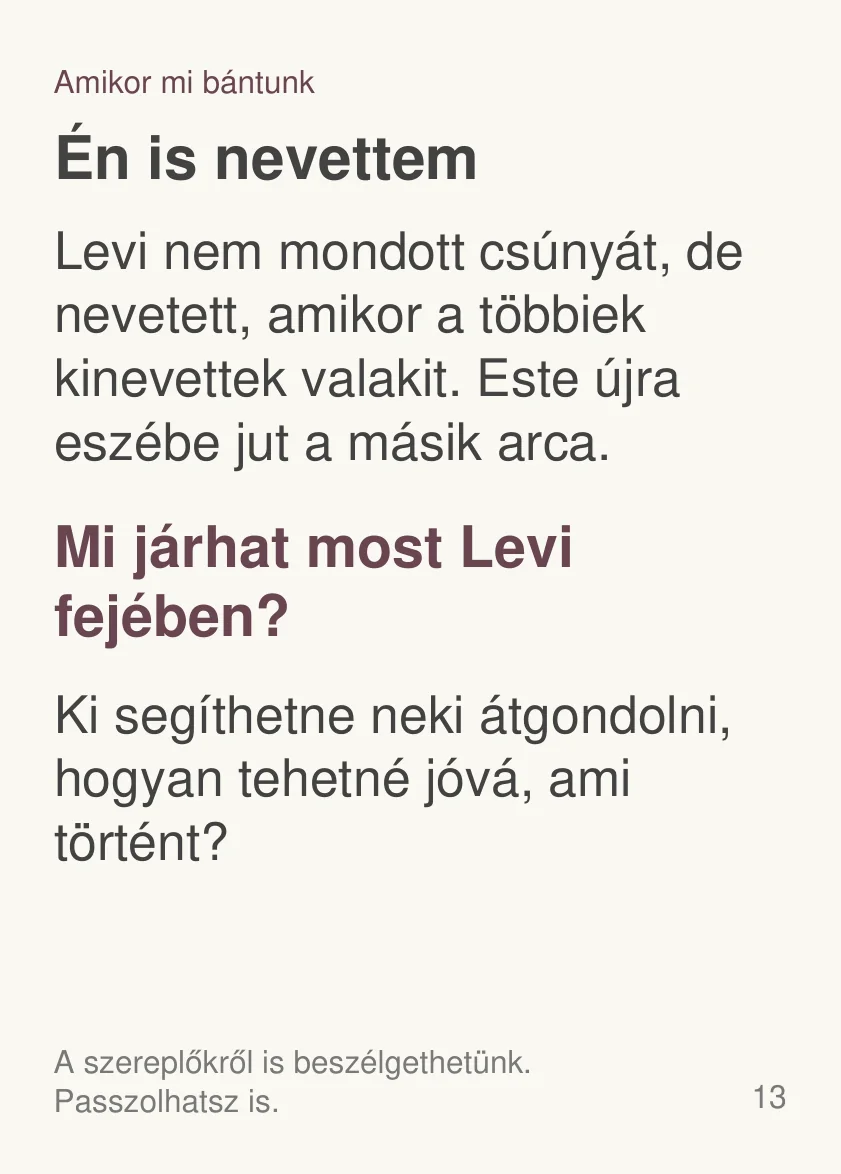 Amikor mi bántunk
Én is nevettem
Levi nem mondott csúnyát, de
nevetett, amikor a többiek
kinevettek valakit. Este újra
eszébe jut a másik arca.
Mi járhat most Levi
fejében?
Ki segíthetne neki átgondolni,
hogyan tehetné jóvá, ami
történt?
A szereplőkről is beszélgethetünk.
Passzolhatsz is.
13